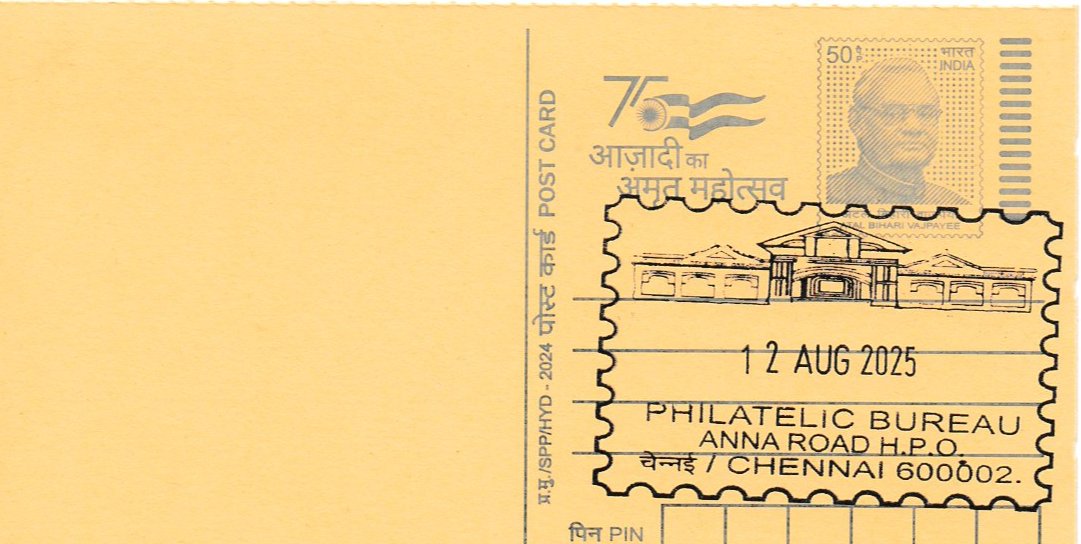 प्र.मु./SPP/HYD - 2024 पोस्ट कार्ड POST CARD
75
आज़ादी का
अमृत महोत्सव
50 P
भारत
INDIA
ATAL BIHARI VAJPAYEE
12 AUG 2025
PHILATELIC BUREAU
ANNA ROAD H.P.O.
चेन्नई / CHENNAI 600002.
पिन PIN